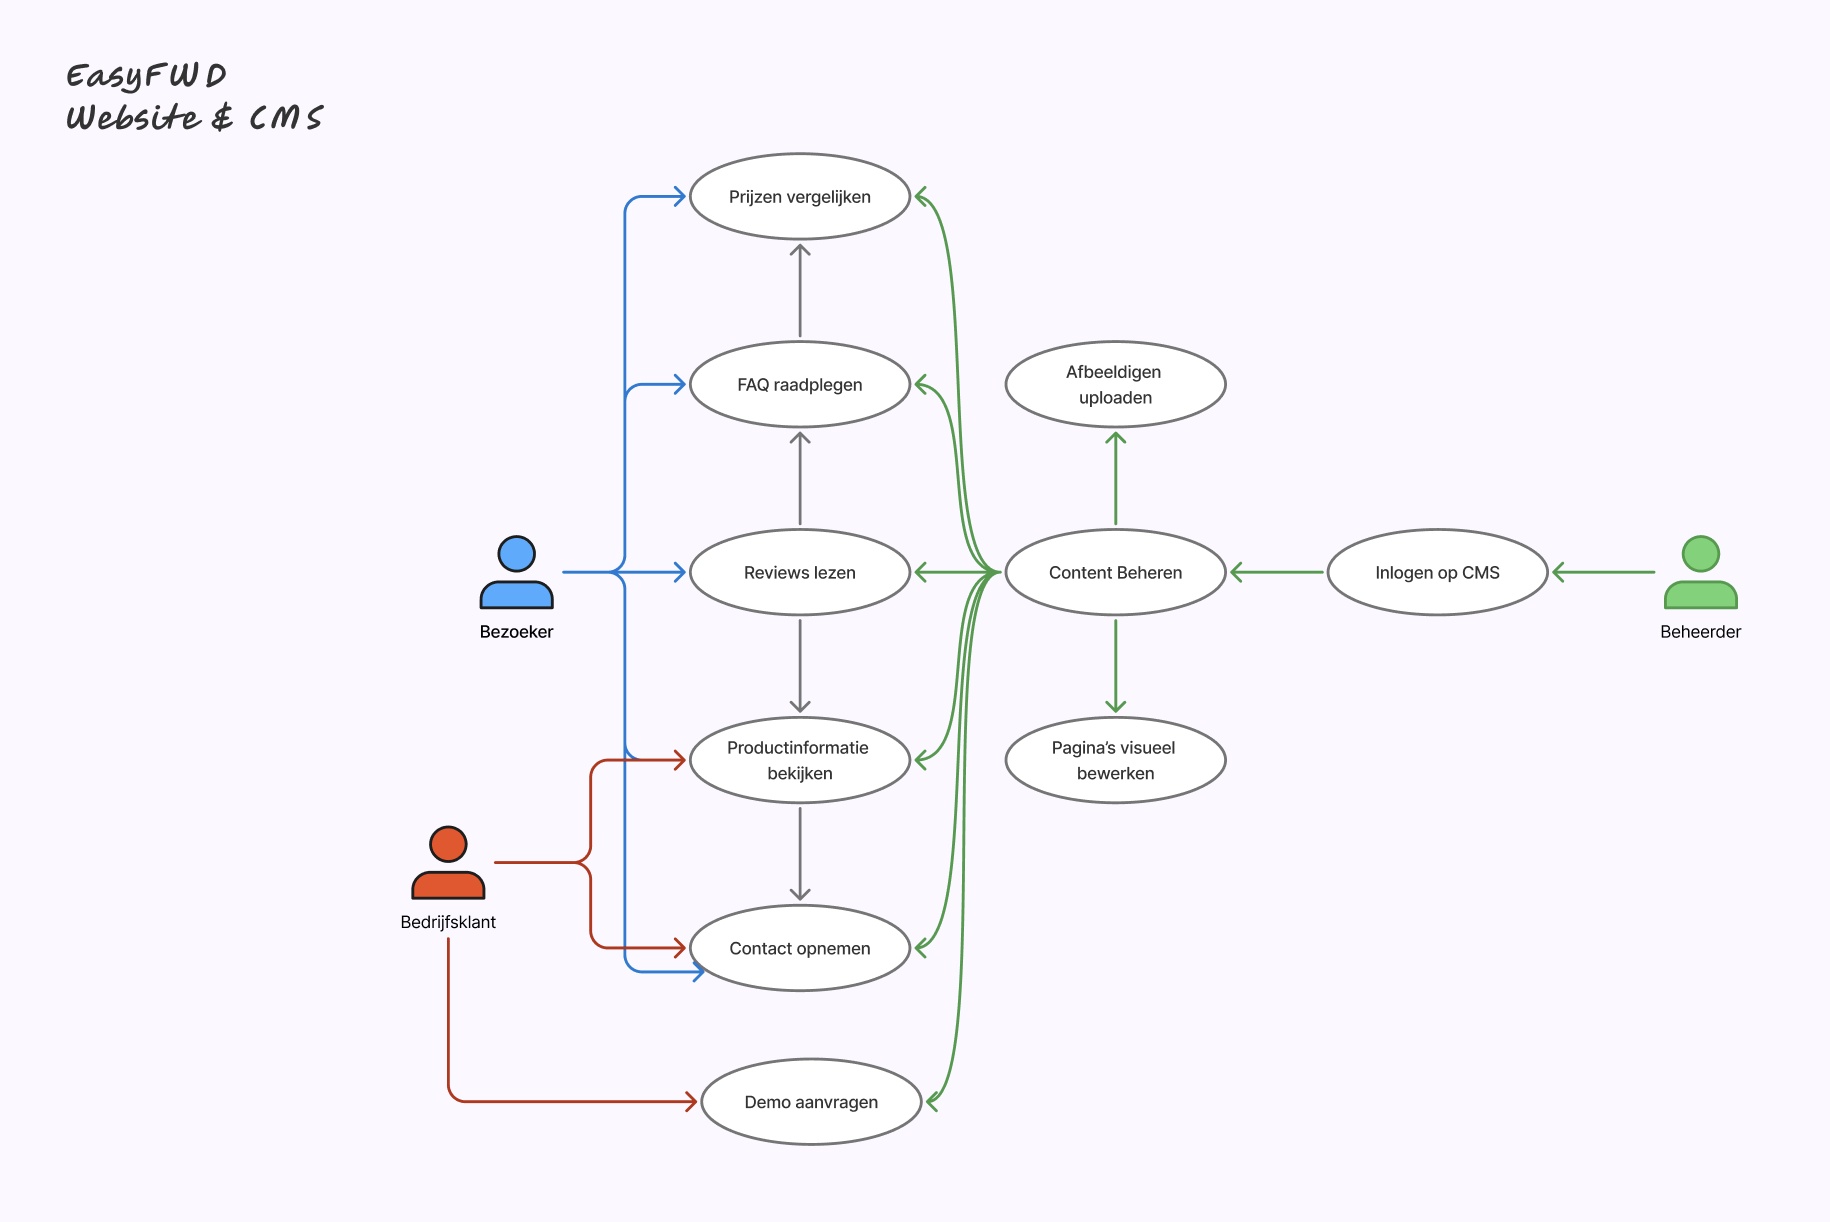 EasyFWD
Website & CMS
Prijzen vergelijken
FAQ raadplegen
Afbeeldigen
uploaden
Reviews lezen
Content Beheren
Inlogen op CMS
Bezoeker
Beheerder
Productinformatie
bekijken
Pagina’s visueel
bewerken
Bedrijfsklant
Contact opnemen
Demo aanvragen